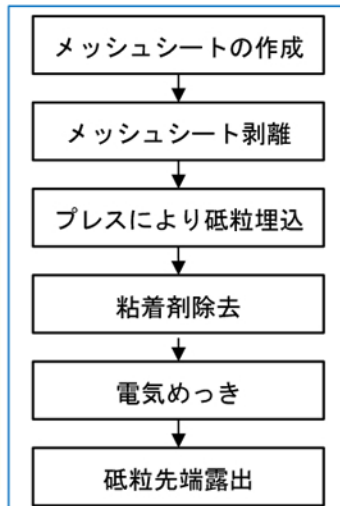 メッシュシートの作成
メッシュシート剥離
プレスにより砥粒埋込
粘着剤除去
電気めっき
砥粒先端露出